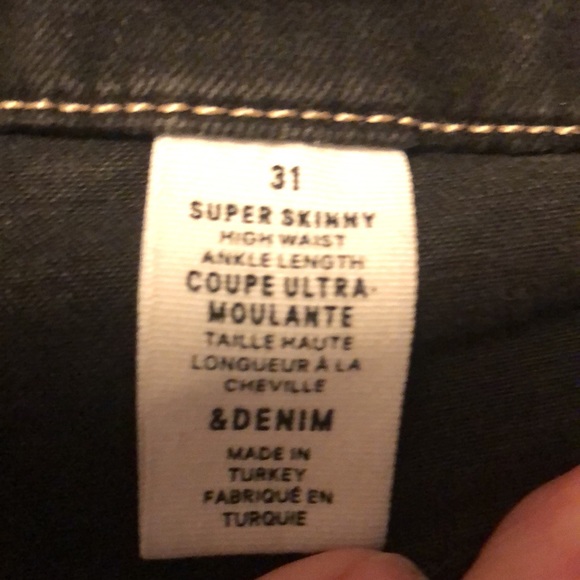 31
SUPER SKINNY
HIGH WAIST
ANKLE LENGTH
COUPE ULTRA-
MOULANTE
TAILLE HAUTE
LONGUEUR À LA
CHEVILLE
&DENIM
MADE IN
TURKEY
FABRIQUÉ EN
TURQUIE